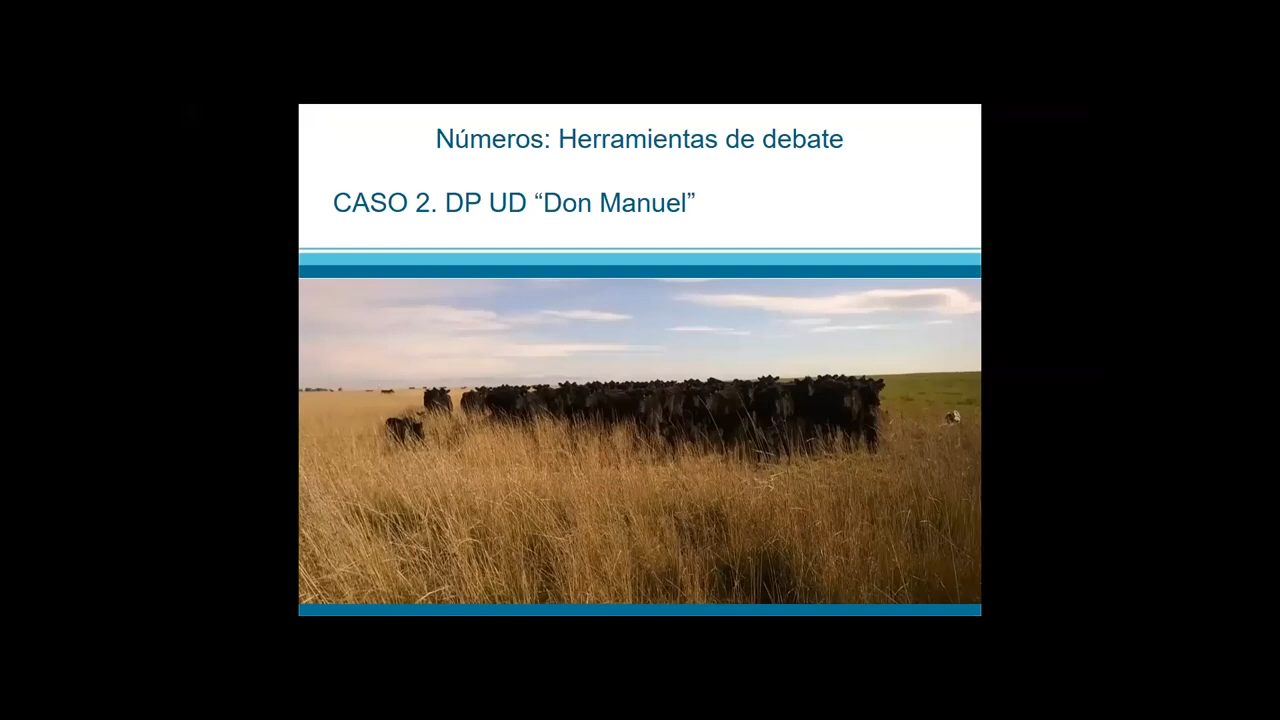 Números: Herramientas de debate
CASO 2. DP UD “Don Manuel”